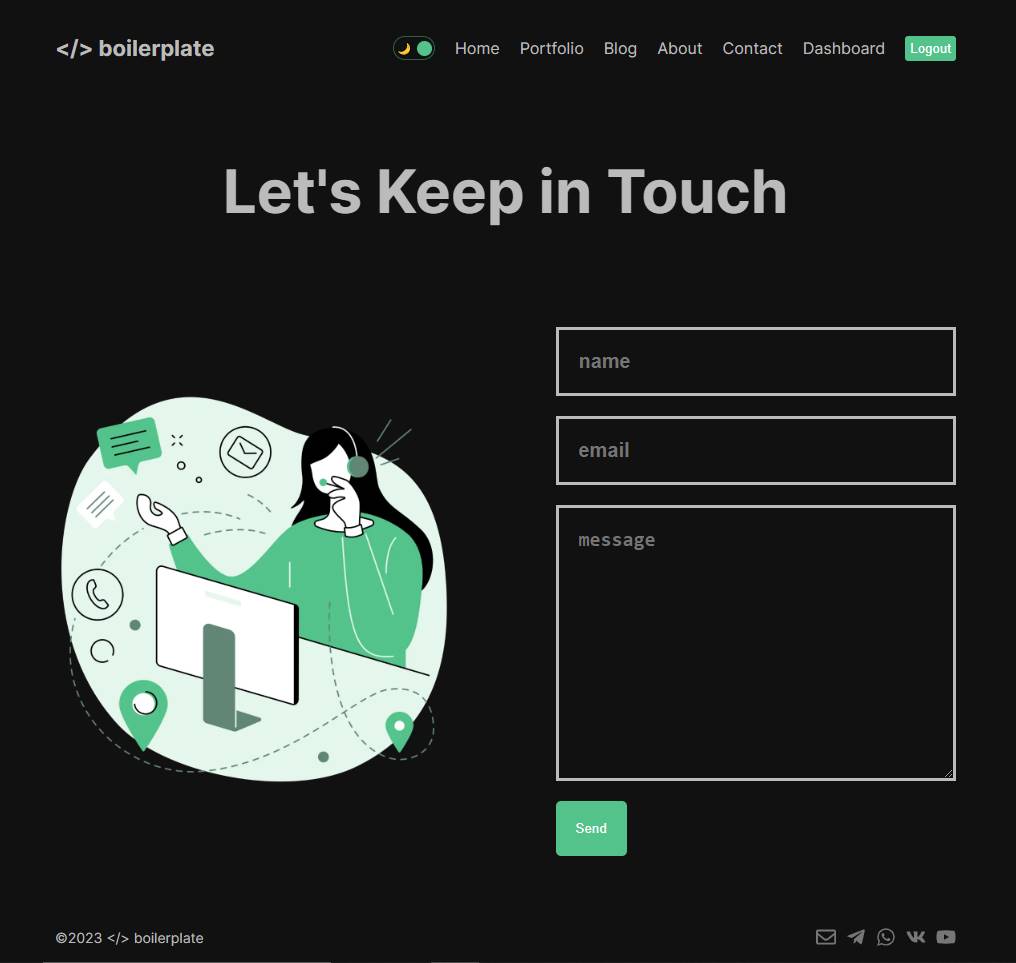 </> boilerplate
Home Portfolio Blog About Contact Dashboard Logout
Let's Keep in Touch
name
email
message
Send
©2023 </> boilerplate